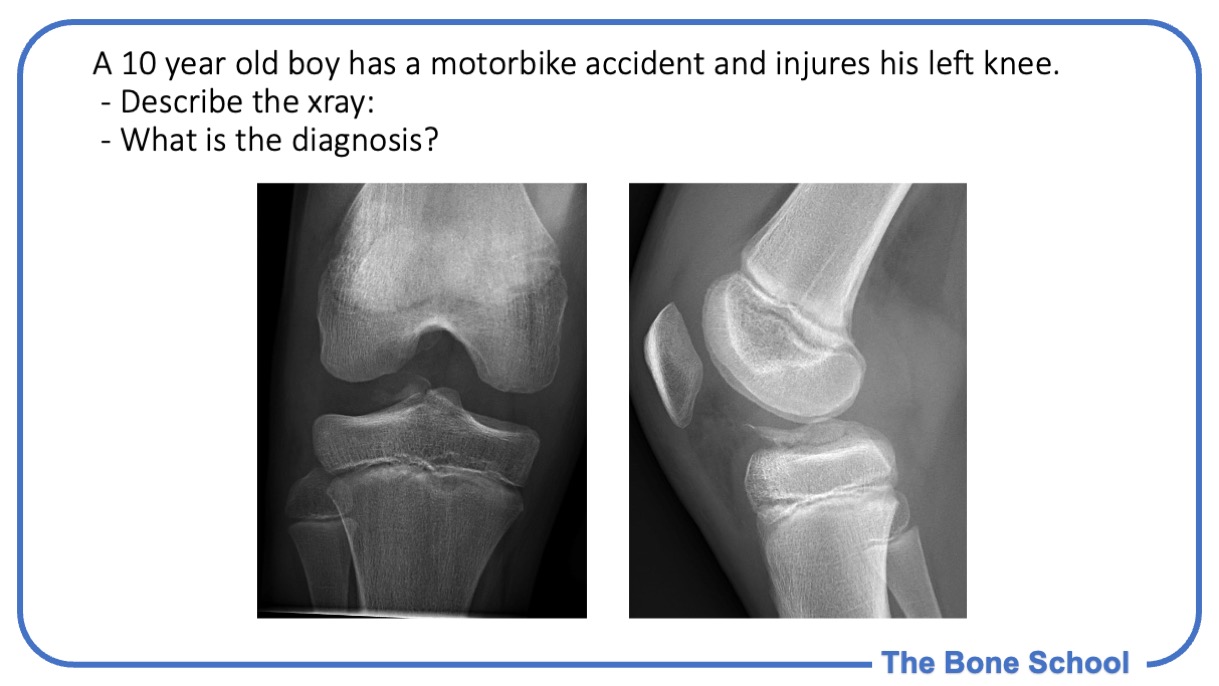 A 10 year old boy has a motorbike accident and injures his left knee.
- Describe the xray:
- What is the diagnosis?
The Bone School